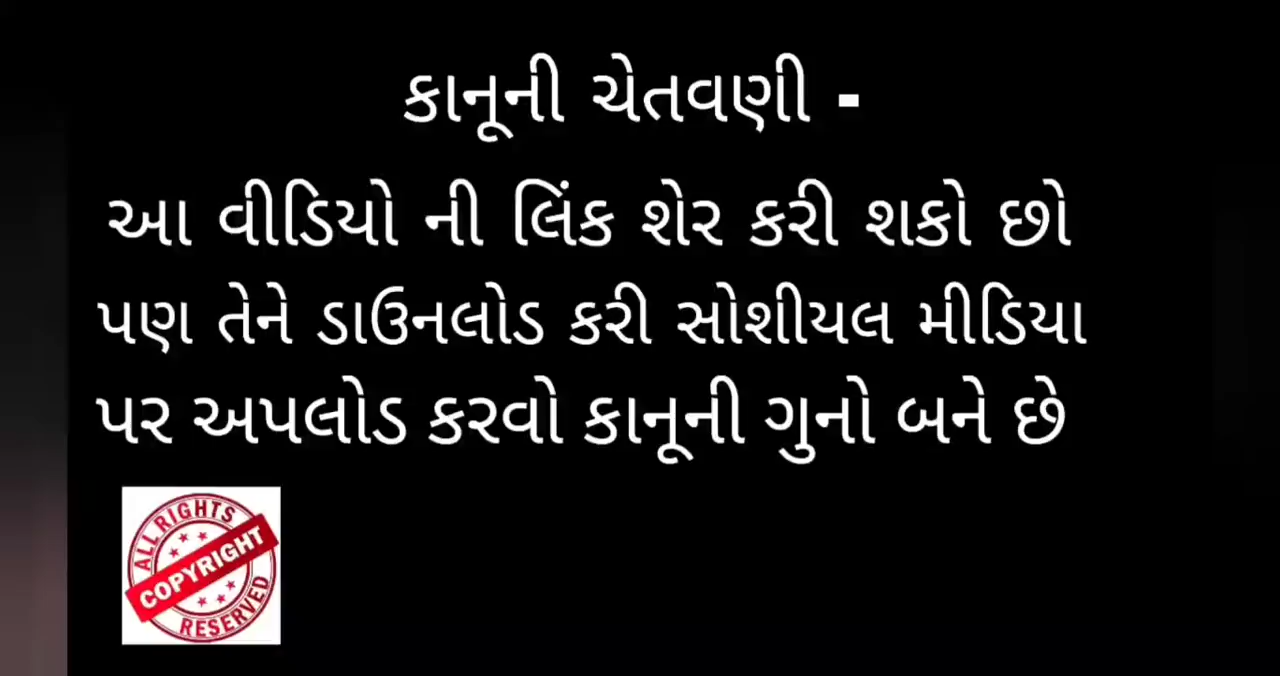 કાનૂની ચેતવણી -
આ વીડિયો ની લિંક શેર કરી શકો છો
પણ તેને ડાઉનલોડ કરી સોશીયલ મીડિયા
પર અપલોડ કરવો કાનૂની ગુનો બને છે
ALL RIGHTS
COPYRIGHT
RESERVED